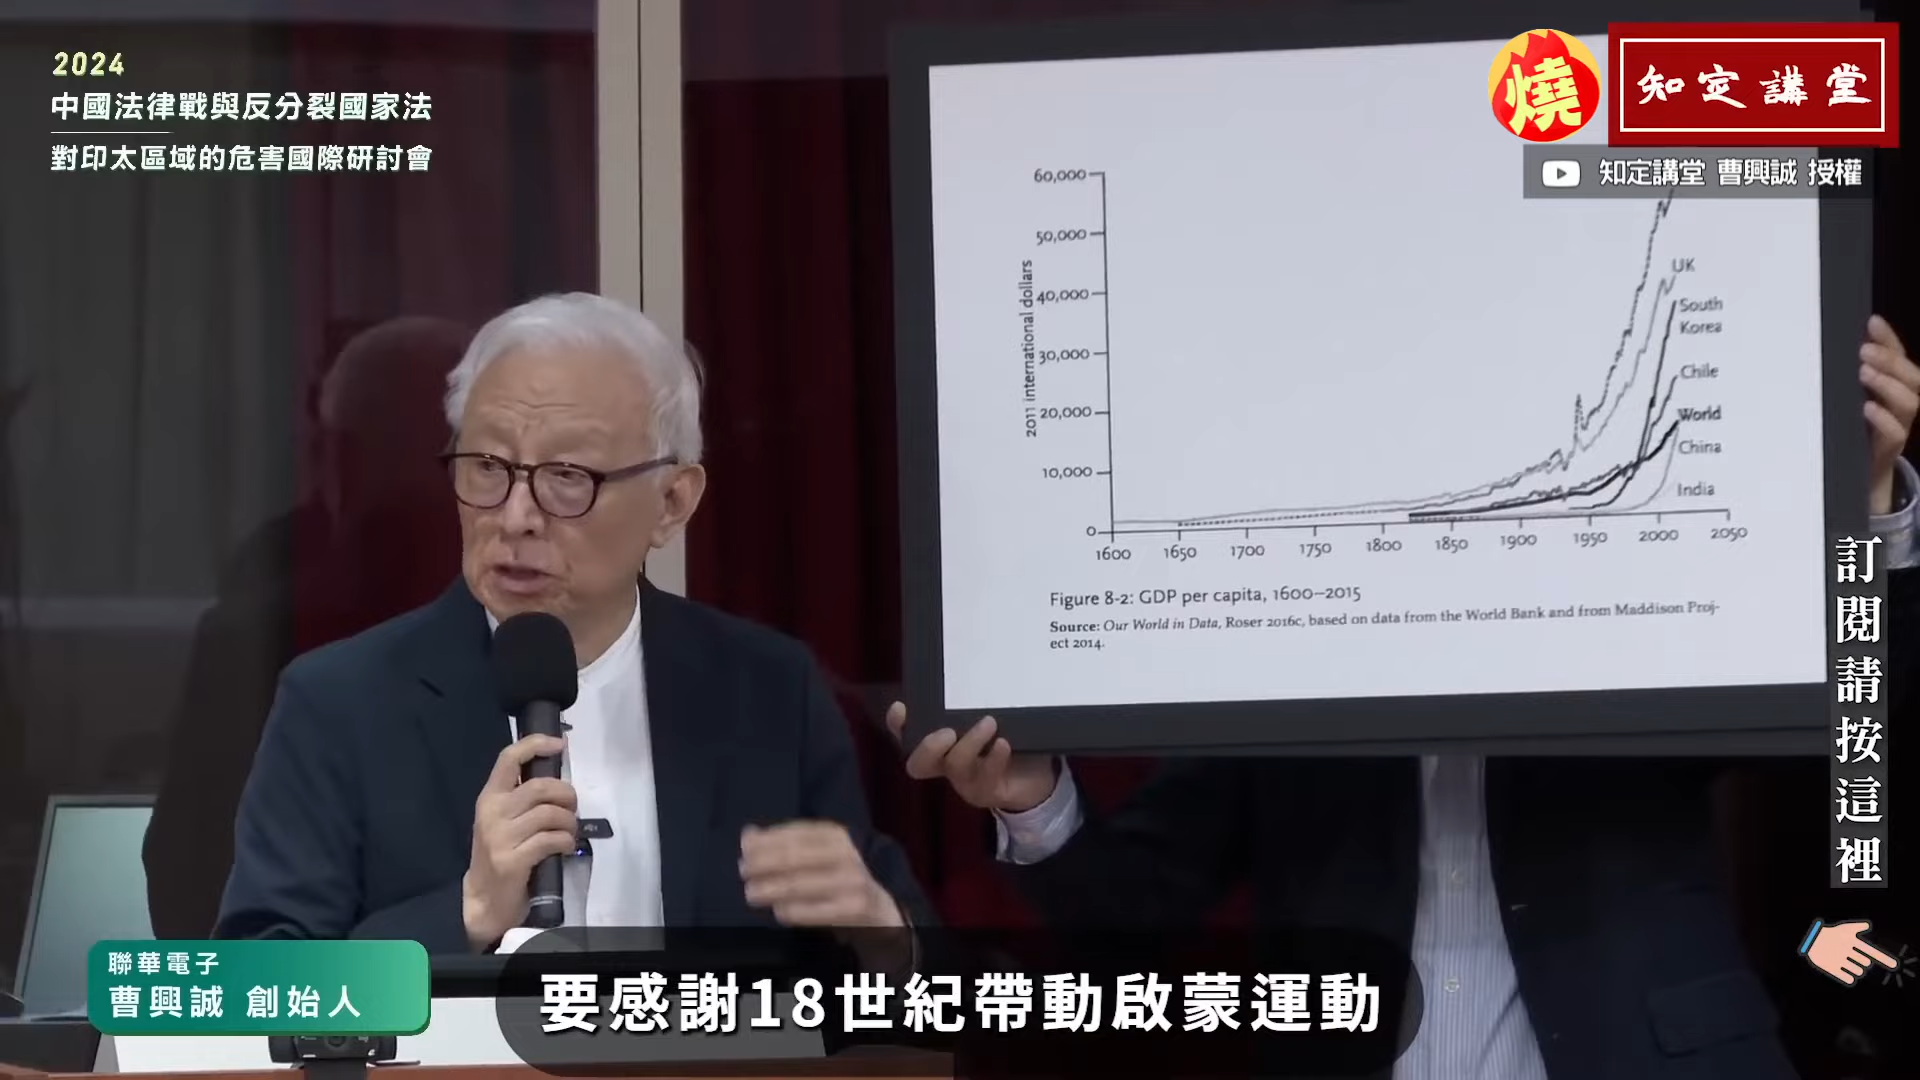 2024
中國法律戰與反分裂國家法
對印太區域的危害國際研討會
燒
知定講堂
知定講堂 曹興誠 授權
60,000
50,000
40,000
30,000
20,000
10,000
0
2011 international dollars
1600 1650 1700 1750 1800 1850 1900 1950 2000 2050
UK
South
Korea
Chile
World
China
India
Figure 8-2: GDP per capita, 1600–2015
Source: Our World in Data, Roser 2016c, based on data from the World Bank and from Maddison Proj-
ect 2014.
訂閱請按這裡
聯華電子
曹興誠 創始人
要感謝18世紀帶動啟蒙運動